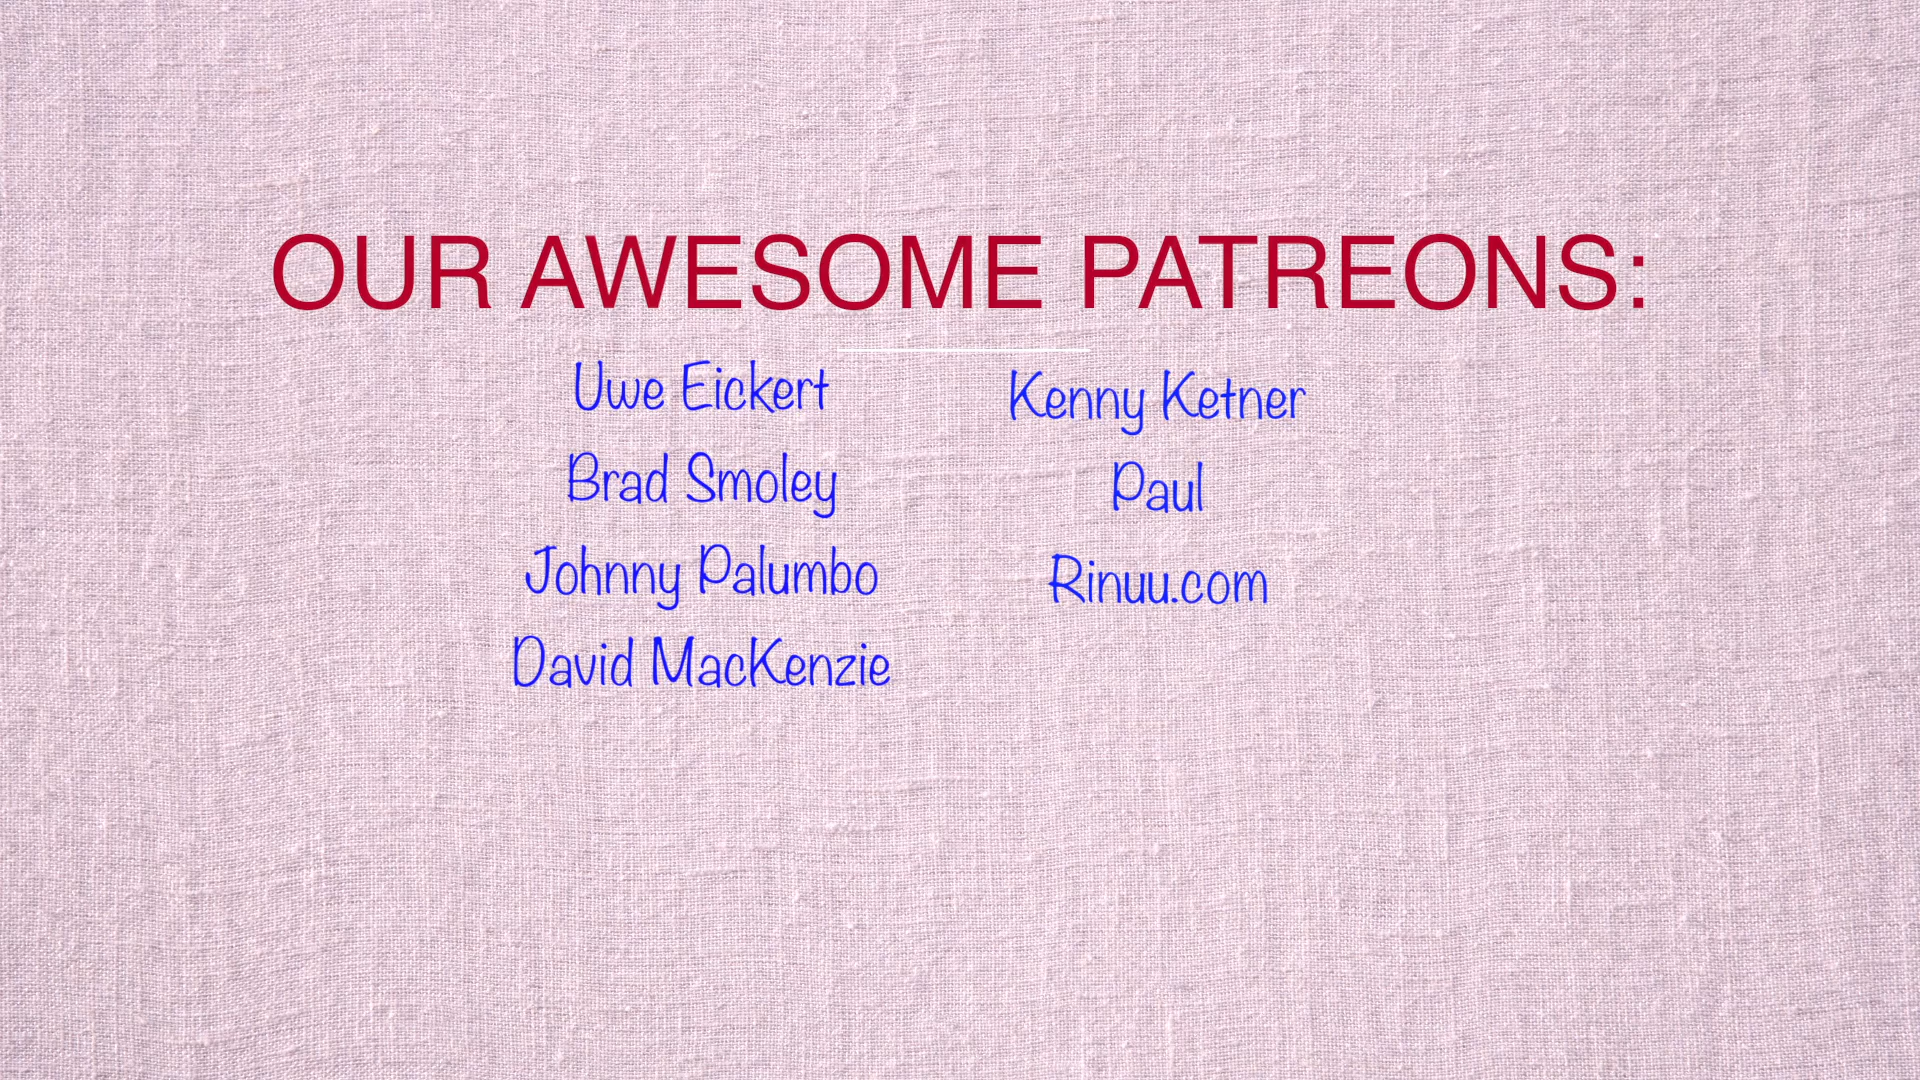 OUR AWESOME PATREONS:
Uwe Eickert
Brad Smoley
Johnny Palumbo
David MacKenzie
Kenny Ketner
Paul
Rinuu.com